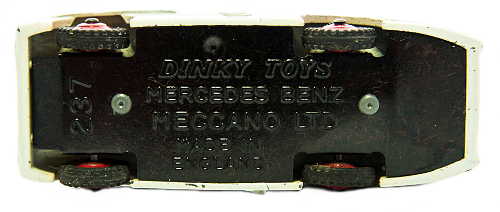 DINKY TOYS
MERCEDES BENZ
MECCANO LTD
MADE IN
ENGLAND
237